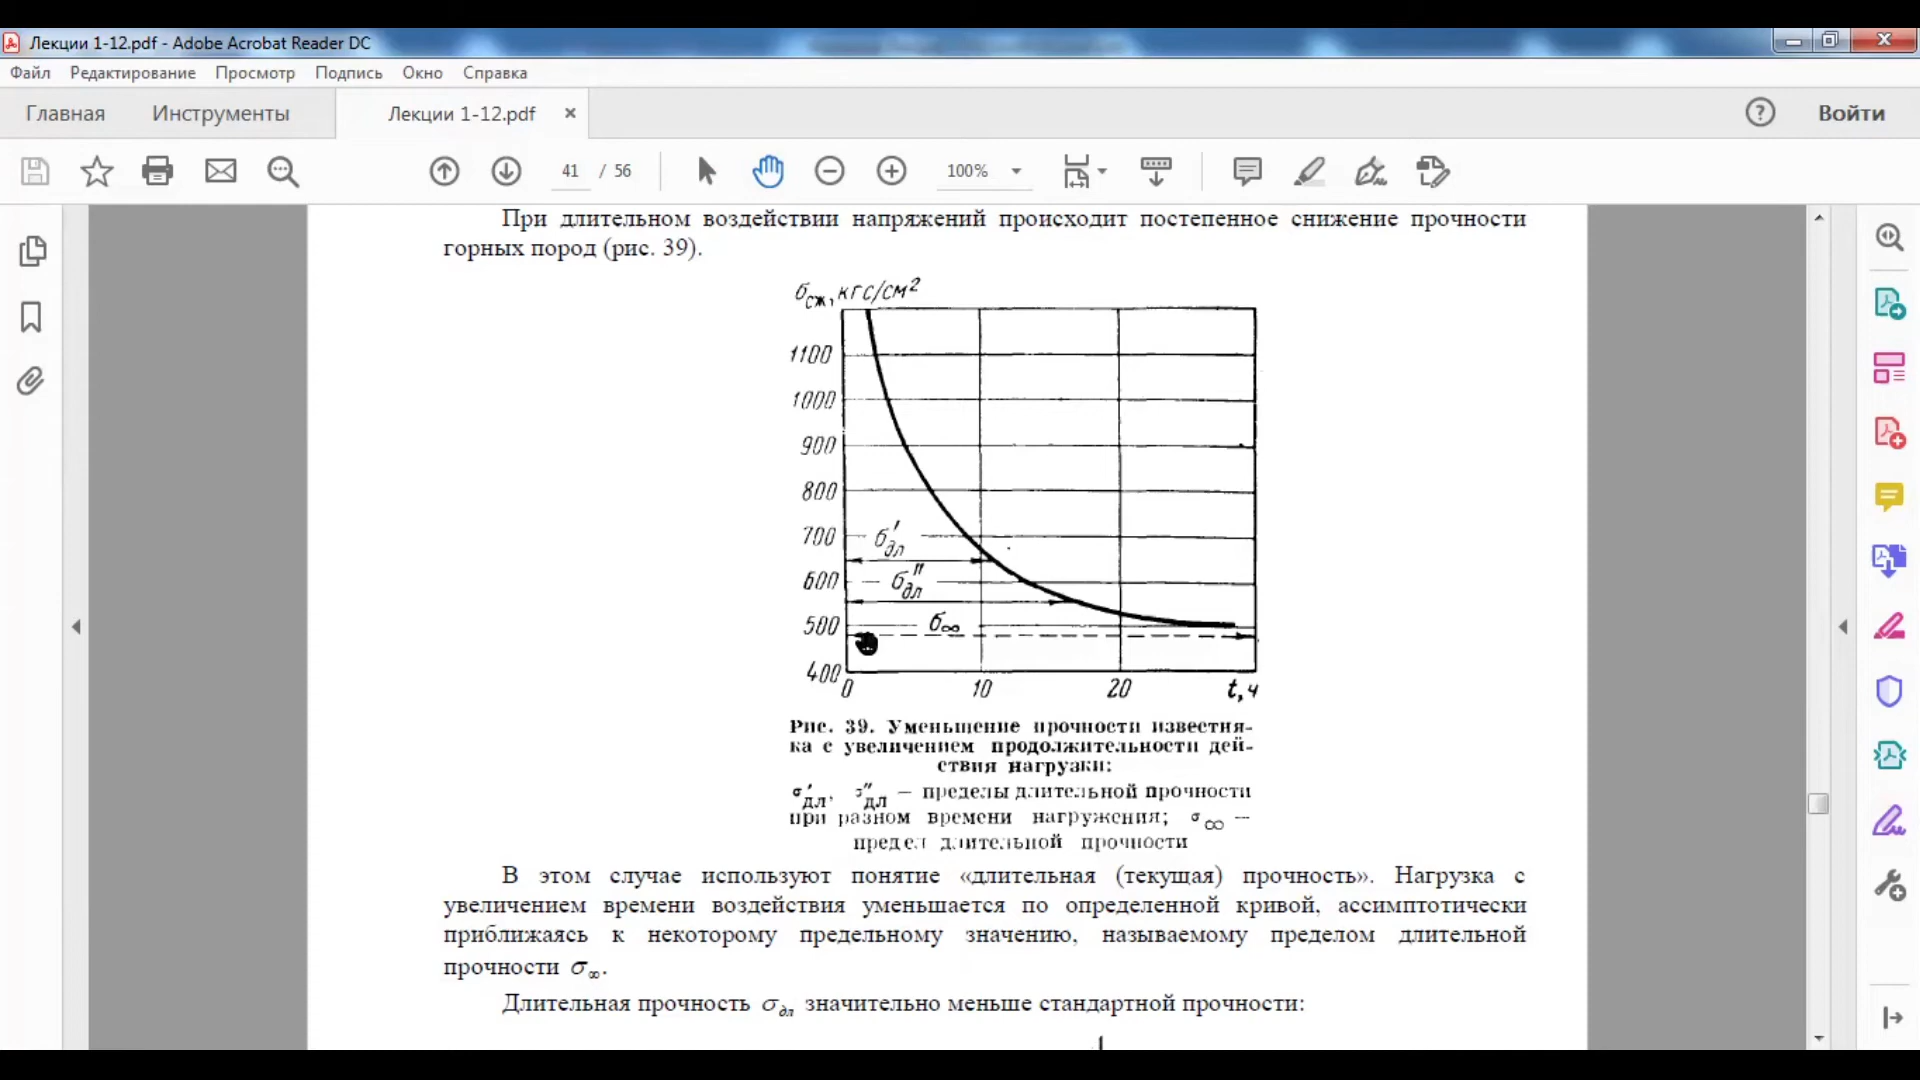 Лекции 1-12.pdf - Adobe Acrobat Reader DC
Файл Редактирование Просмотр Подпись Окно Справка
Главная Инструменты Лекции 1-12.pdf × ? Войти
41 / 56 100%
При длительном воздействии напряжений происходит постепенное снижение прочности
горных пород (рис. 39).
σсж, кгс/см²
1100
1000
900
800
700 σ′дл
600 σ″дл
500 σ∞
400
0 10 20 t, ч
Рис. 39. Уменьшение прочности известня-
ка с увеличением продолжительности дей-
ствия нагрузки:
σ′дл, σ″дл — пределы длительной прочности
при разном времени нагружения; σ∞ —
предел длительной прочности
В этом случае используют понятие «длительная (текущая) прочность». Нагрузка с
увеличением времени воздействия уменьшается по определенной кривой, ассимптотически
приближаясь к некоторому предельному значению, называемому пределом длительной
прочности σ∞.
Длительная прочность σдл значительно меньше стандартной прочности: